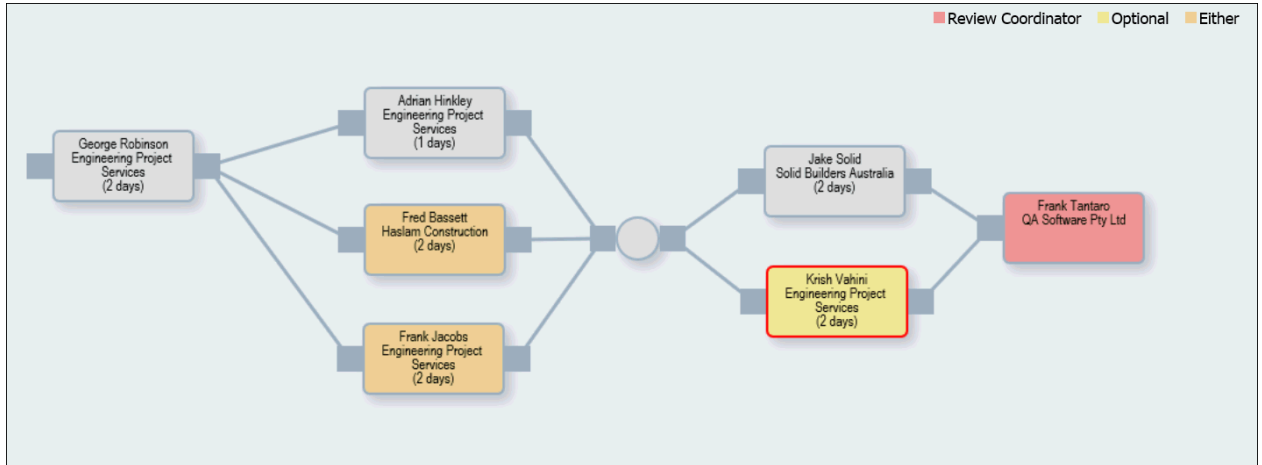 Review Coordinator
Optional
Either
George Robinson
Engineering Project
Services
(2 days)
Adrian Hinkley
Engineering Project
Services
(1 days)
Fred Bassett
Haslam Construction
(2 days)
Frank Jacobs
Engineering Project
Services
(2 days)
Jake Solid
Solid Builders Australia
(2 days)
Krish Vahini
Engineering Project
Services
(2 days)
Frank Tantaro
QA Software Pty Ltd